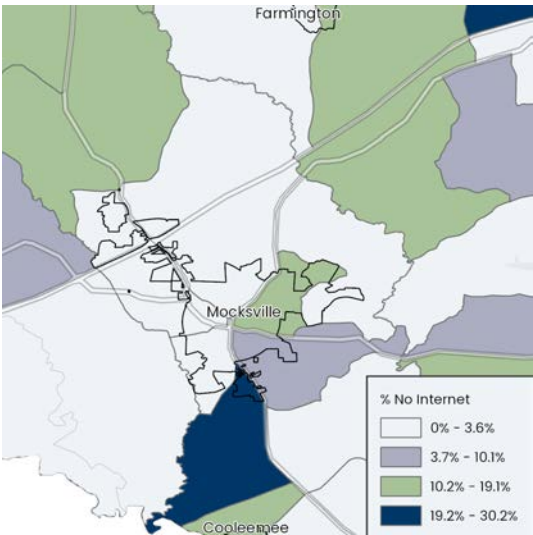 Farmington
Mocksville
% No Internet
0% - 3.6%
3.7% - 10.1%
10.2% - 19.1%
19.2% - 30.2%
Cooleemee